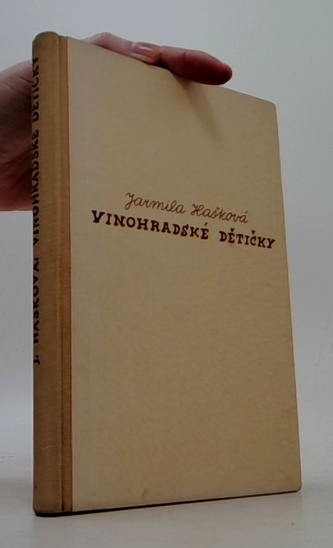 Jarmila Hašková
VINOHRADSKÉ DĚTIČKY
J. HAŠKOVÁ: VINOHRADSKÉ DĚTIČKY